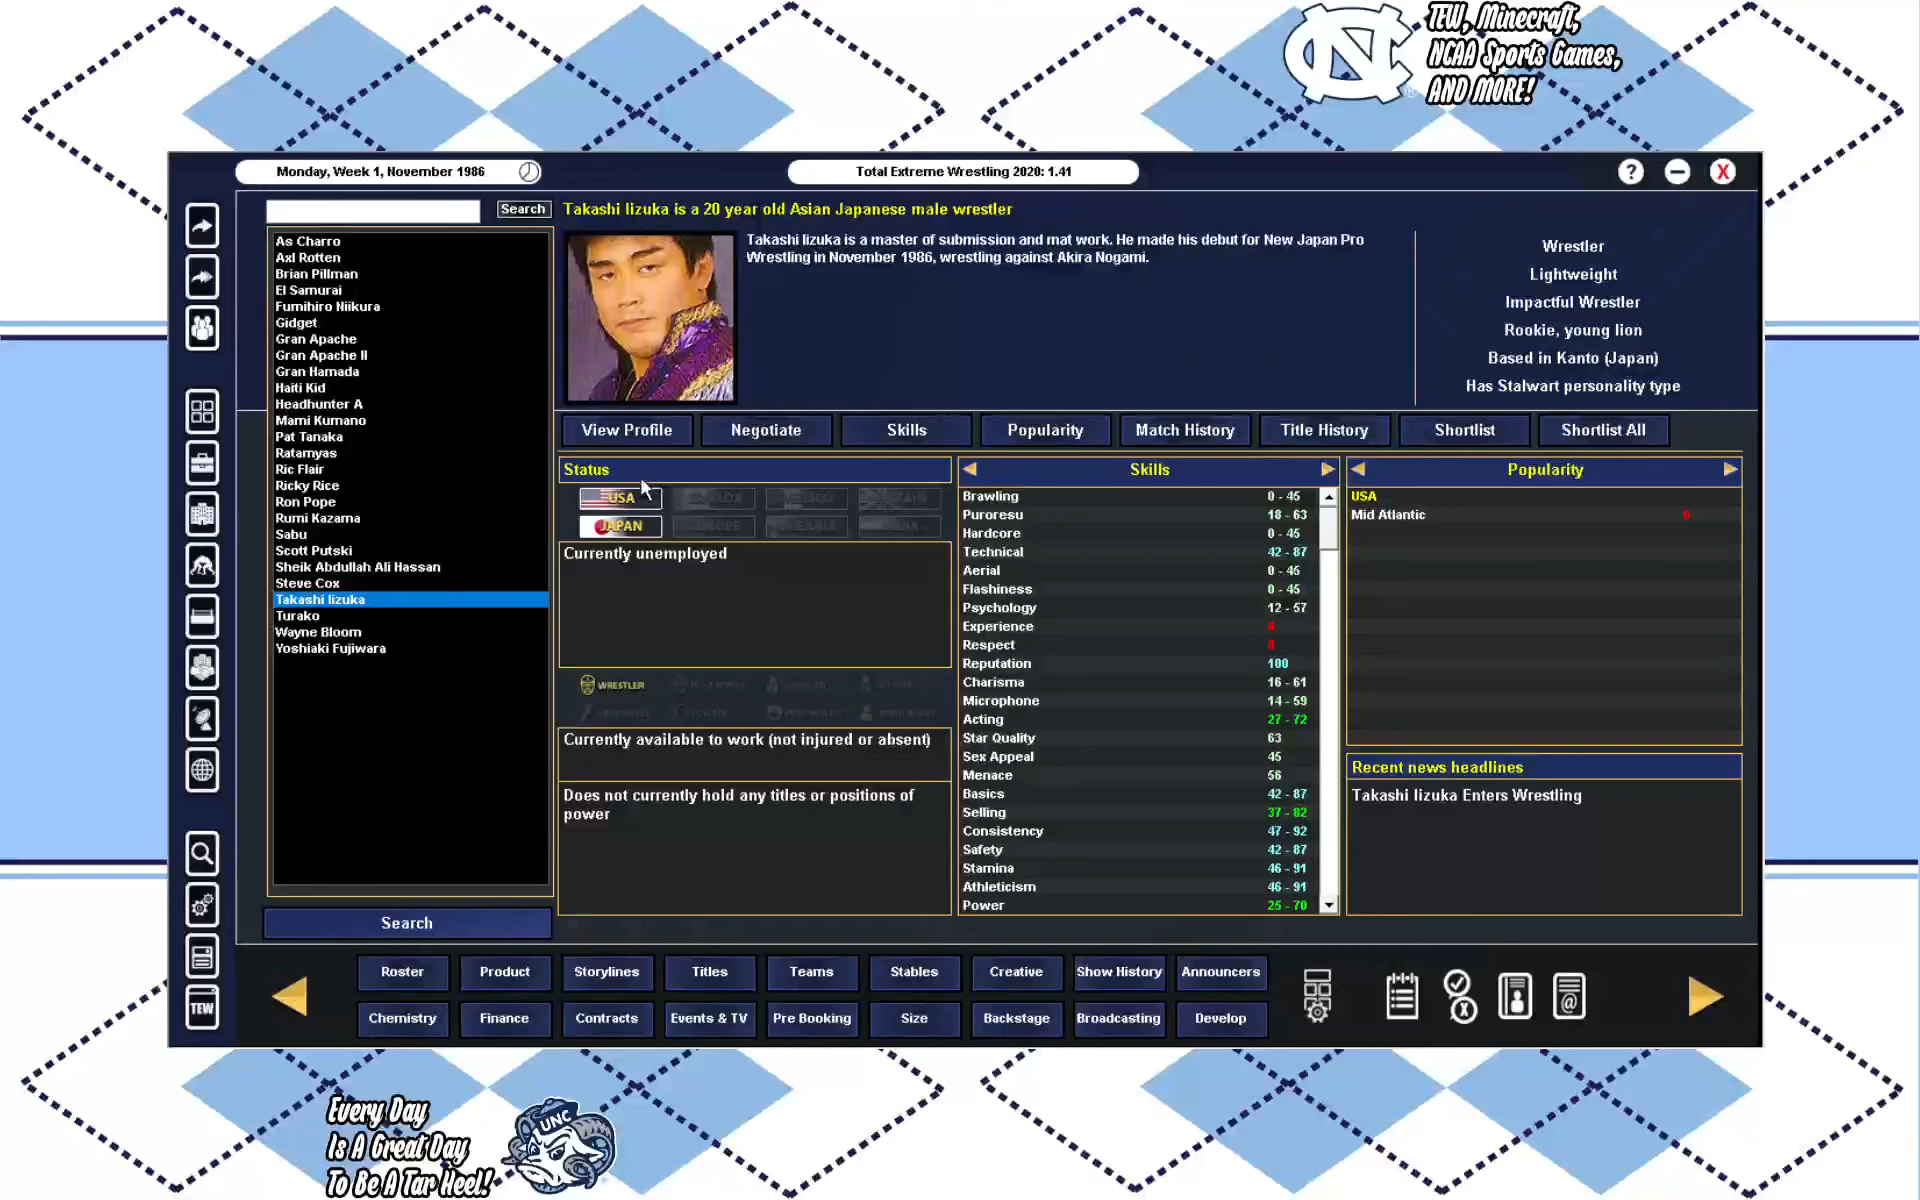 TEW, Minecraft,
NCAA Sports Games,
AND MORE!
Monday, Week 1, November 1986
Total Extreme Wrestling 2020: 1.41
?
X
Search
Takashi Iizuka is a 20 year old Asian Japanese male wrestler
As Charro
Axl Rotten
Brian Pillman
El Samurai
Fumihiro Niikura
Gidget
Gran Apache
Gran Apache II
Gran Hamada
Haiti Kid
Headhunter A
Mami Kumano
Pat Tanaka
Ratamyas
Ric Flair
Ricky Rice
Ron Pope
Rumi Kazama
Sabu
Scott Putski
Sheik Abdullah Ali Hassan
Steve Cox
Takashi Iizuka
Turako
Wayne Bloom
Yoshiaki Fujiwara
Search
Takashi Iizuka is a master of submission and mat work. He made his debut for New Japan Pro
Wrestling in November 1986, wrestling against Akira Nogami.
Wrestler
Lightweight
Impactful Wrestler
Rookie, young lion
Based in Kanto (Japan)
Has Stalwart personality type
View Profile
Negotiate
Skills
Popularity
Match History
Title History
Shortlist
Shortlist All
Status
USA
JAPAN
Currently unemployed
WRESTLER
Currently available to work (not injured or absent)
Does not currently hold any titles or positions of
power
Skills
Brawling 0 - 45
Puroresu 18 - 63
Hardcore 0 - 45
Technical 42 - 87
Aerial 0 - 45
Flashiness 0 - 45
Psychology 12 - 57
Experience 0
Respect 0
Reputation 100
Charisma 16 - 61
Microphone 14 - 59
Acting 27 - 72
Star Quality 63
Sex Appeal 45
Menace 56
Basics 42 - 87
Selling 37 - 82
Consistency 47 - 92
Safety 42 - 87
Stamina 46 - 91
Athleticism 46 - 91
Power 25 - 70
Popularity
USA
Mid Atlantic 0
Recent news headlines
Takashi Iizuka Enters Wrestling
TEW
Roster
Product
Storylines
Titles
Teams
Stables
Creative
Show History
Announcers
Chemistry
Finance
Contracts
Events & TV
Pre Booking
Size
Backstage
Broadcasting
Develop
Every Day
Is A Great Day
To Be A Tar Heel!
UNC